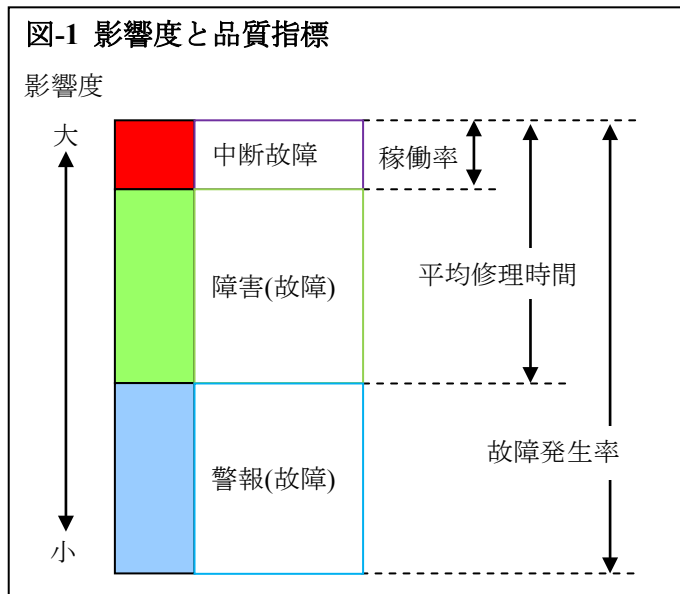 図-1 影響度と品質指標
影響度
大
中断故障
稼働率
障害(故障)
平均修理時間
警報(故障)
故障発生率
小